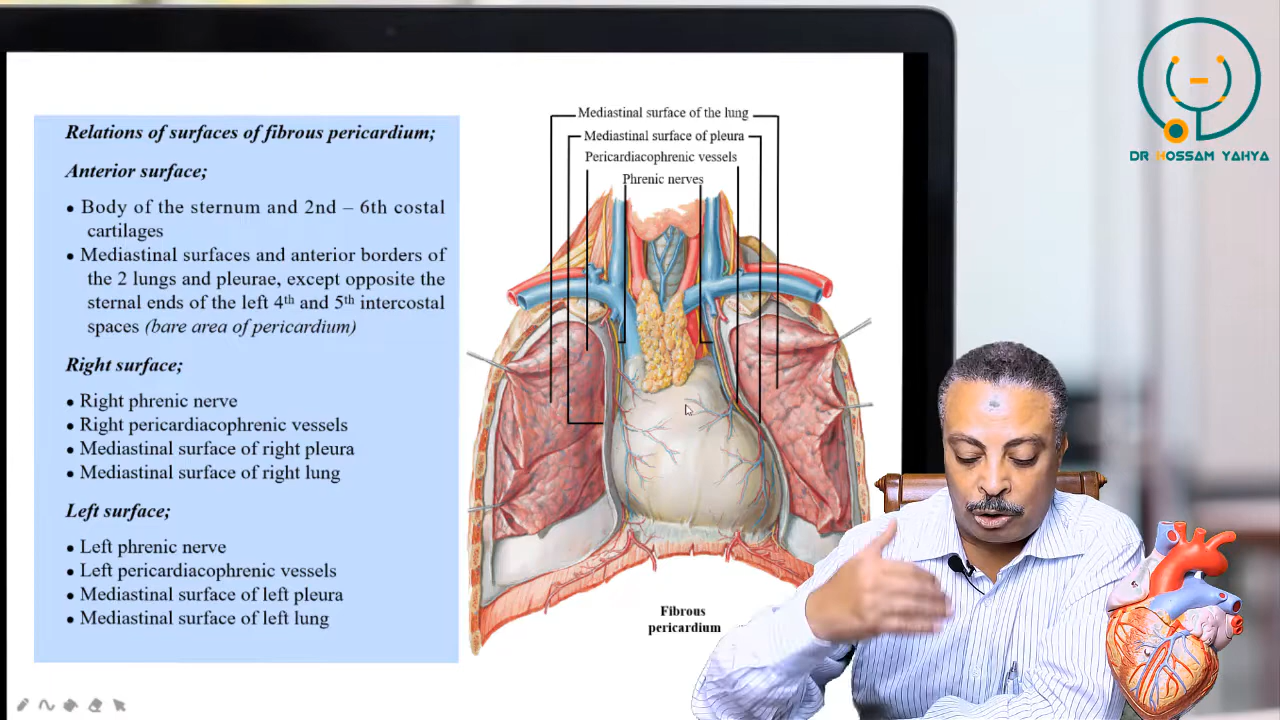 Relations of surfaces of fibrous pericardium;
Anterior surface;
• Body of the sternum and 2nd – 6th costal
cartilages
• Mediastinal surfaces and anterior borders of
the 2 lungs and pleurae, except opposite the
sternal ends of the left 4th and 5th intercostal
spaces (bare area of pericardium)
Right surface;
• Right phrenic nerve
• Right pericardiacophrenic vessels
• Mediastinal surface of right pleura
• Mediastinal surface of right lung
Left surface;
• Left phrenic nerve
• Left pericardiacophrenic vessels
• Mediastinal surface of left pleura
• Mediastinal surface of left lung
Mediastinal surface of the lung
Mediastinal surface of pleura
Pericardiacophrenic vessels
Phrenic nerves
Fibrous
pericardium
DR HOSSAM YAHYA